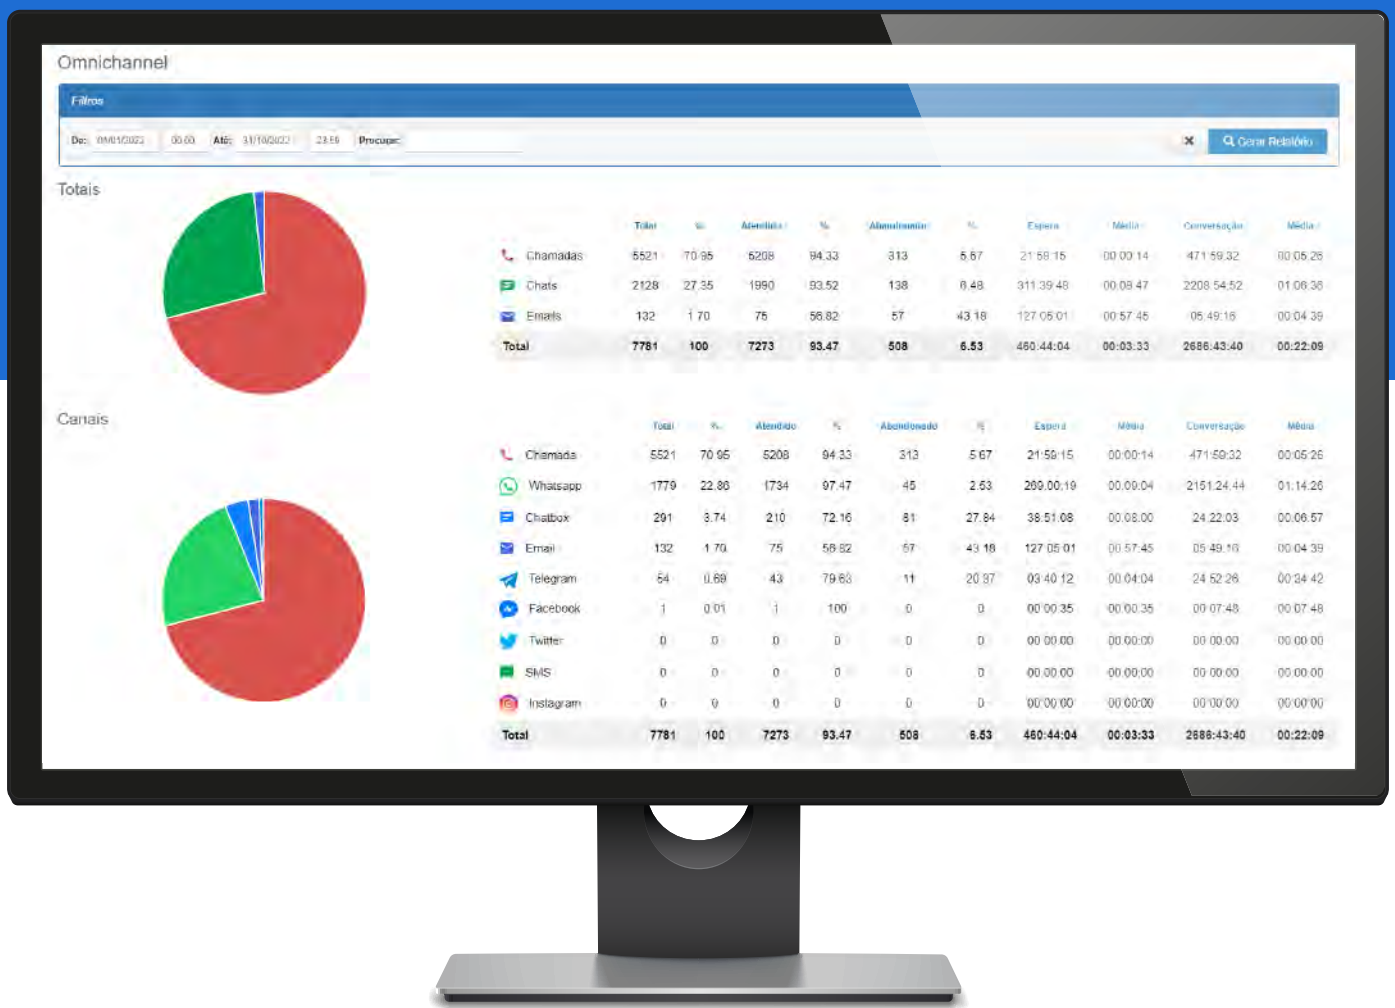 Omnichannel
Filtros
De: 01/01/2022 00:00 Até: 31/10/2022 23:59 Procurar: × Gerar Relatório
Totais
Total % Atendido % Abandonado % Espera Média Conversação Média
Chamadas 5521 70.95 5208 94.33 313 5.67 21:59:15 00:00:14 471:59:32 00:05:26
Chats 2128 27.35 1990 93.52 138 6.48 311:39:48 00:09:47 2208:54:52 01:06:36
Emails 132 1.70 75 56.82 57 43.18 127:05:01 00:57:45 05:49:16 00:04:39
Total 7781 100 7273 93.47 508 6.53 460:44:04 00:03:33 2686:43:40 00:22:09
Canais
Total % Atendido % Abandonado % Espera Média Conversação Média
Chamada 5521 70.95 5208 94.33 313 5.67 21:59:15 00:00:14 471:59:32 00:05:26
Whatsapp 1779 22.86 1734 97.47 45 2.53 269:00:19 00:09:04 2151:24:44 01:14:26
Chatbox 291 3.74 210 72.16 81 27.84 38:51:08 00:08:00 24:22:03 00:06:57
Email 132 1.70 75 56.82 57 43.18 127:05:01 00:57:45 05:49:16 00:04:39
Telegram 54 0.69 43 79.63 11 20.37 03:40:12 00:04:04 24:52:26 00:34:42
Facebook 1 0.01 1 100 0 0 00:00:35 00:00:35 00:07:48 00:07:48
Twitter 0 0 0 0 0 0 00:00:00 00:00:00 00:00:00 00:00:00
SMS 0 0 0 0 0 0 00:00:00 00:00:00 00:00:00 00:00:00
Instagram 0 0 0 0 0 0 00:00:00 00:00:00 00:00:00 00:00:00
Total 7781 100 7273 93.47 508 6.53 460:44:04 00:03:33 2686:43:40 00:22:09